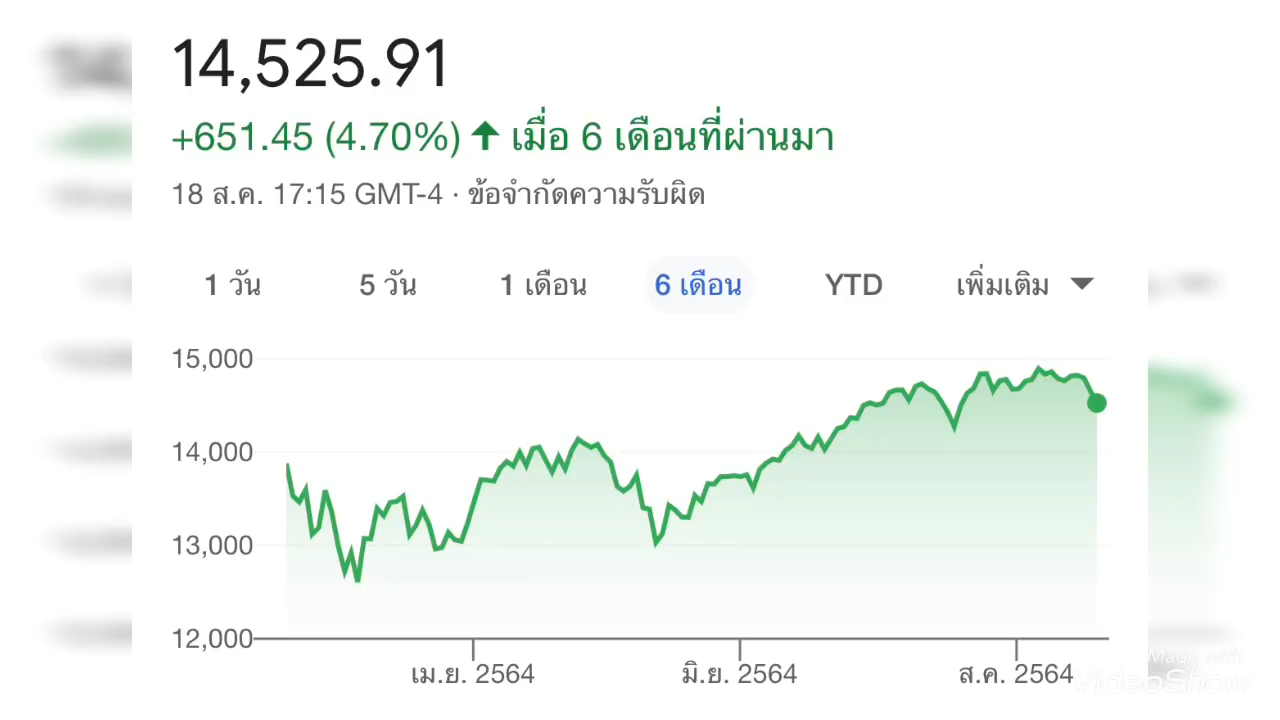 14,525.91
+651.45 (4.70%) ↑ เมื่อ 6 เดือนที่ผ่านมา
18 ส.ค. 17:15 GMT-4 · ข้อจำกัดความรับผิด
1 วัน 5 วัน 1 เดือน 6 เดือน YTD เพิ่มเติม
15,000
14,000
13,000
12,000
เม.ย. 2564 มิ.ย. 2564 ส.ค. 2564
Made with
VideoShow